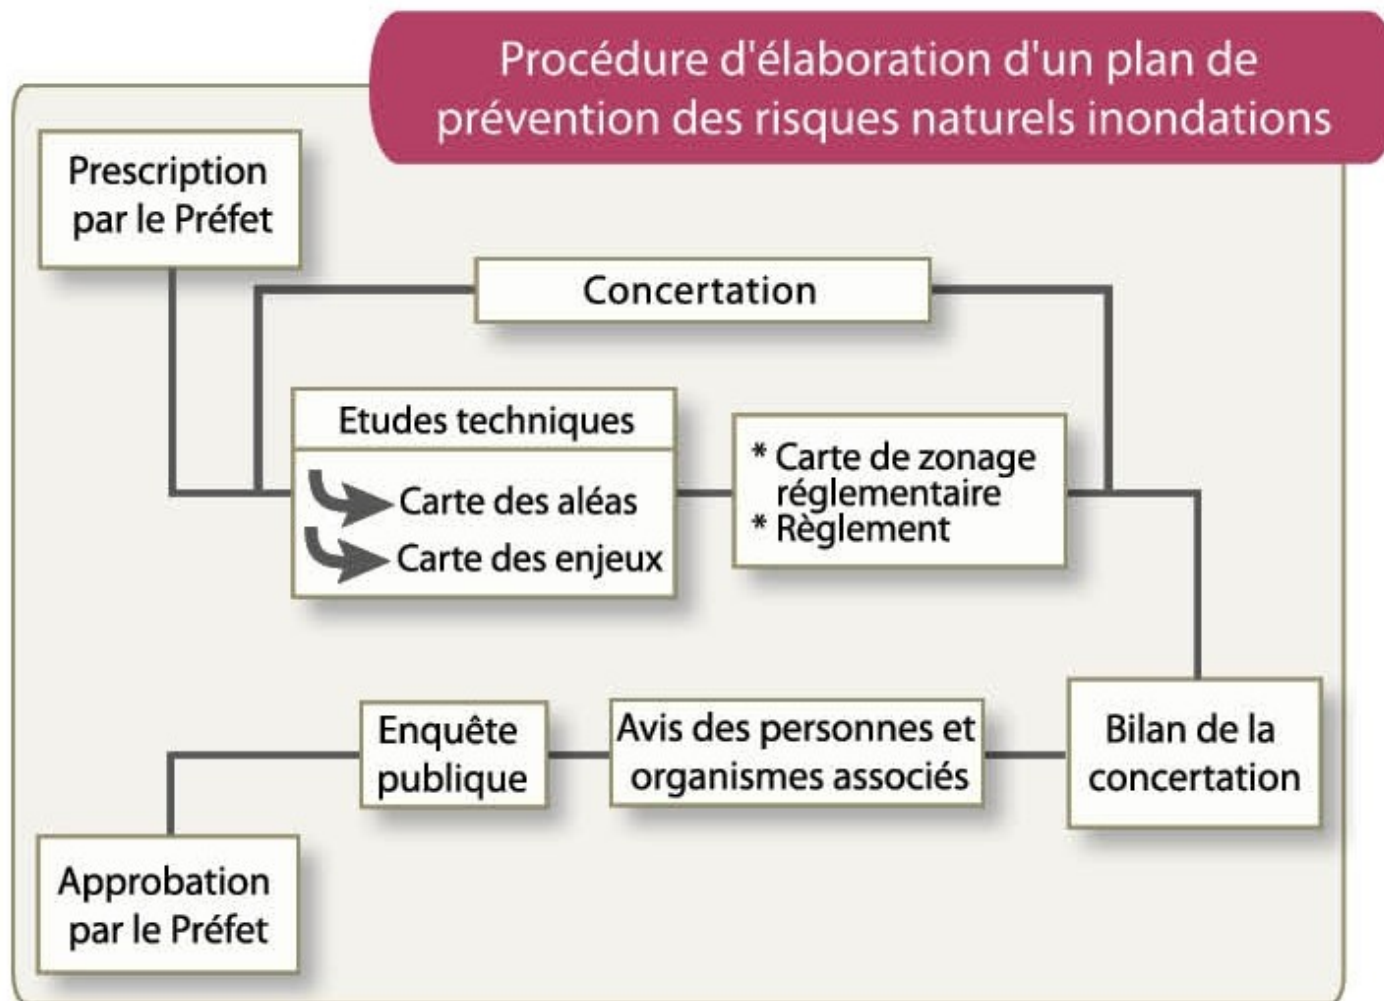 Procédure d'élaboration d'un plan de
prévention des risques naturels inondations
Prescription
par le Préfet
Concertation
Etudes techniques
Carte des aléas
Carte des enjeux
* Carte de zonage
réglementaire
* Règlement
Bilan de la
concertation
Avis des personnes et
organismes associés
Enquête
publique
Approbation
par le Préfet